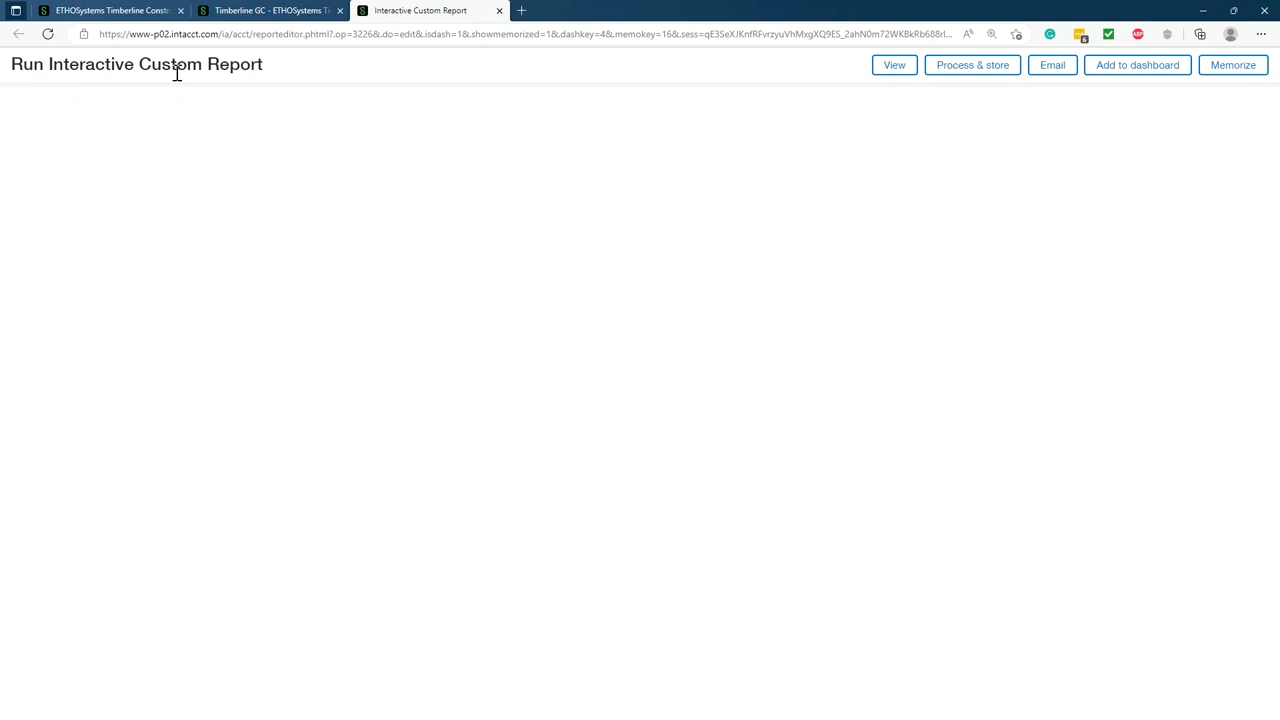 ETHOSystems Timberline Constr
Timberline GC - ETHOSystems Ti
Interactive Custom Report
https://www-p02.intacct.com/ia/acct/reporteditor.phtml?.op=3226&.do=edit&.isdash=1&.showmemorized=1&.dashkey=4&.memokey=16&.sess=qE3SeXJKnfRFvrzyuVhMxgXQ9ES_2ahN0m72WKBkRb688rl...
6
ABP
Run Interactive Custom Report
View
Process & store
Email
Add to dashboard
Memorize